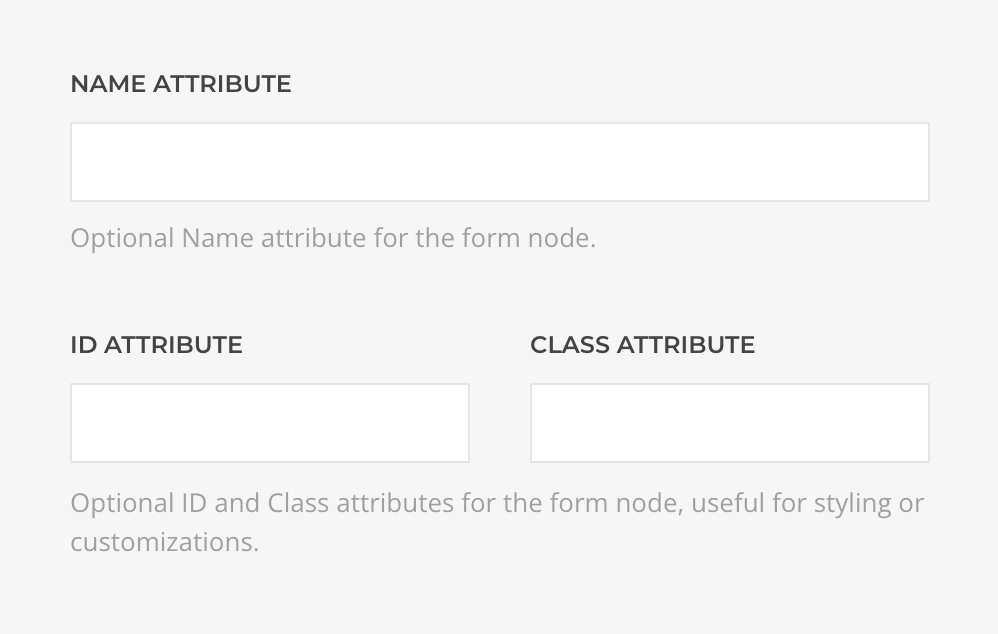 NAME ATTRIBUTE
Optional Name attribute for the form node.
ID ATTRIBUTE
CLASS ATTRIBUTE
Optional ID and Class attributes for the form node, useful for styling or
customizations.